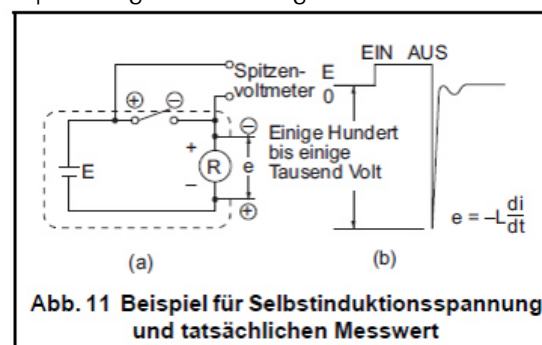 EIN AUS
Spitzen-
voltmeter
E
0
⊕ ⊖
⊖
Einige Hundert
bis einige
Tausend Volt
+
E
R
e
–
⊕
e = –L di/dt
(a)
(b)
Abb. 11 Beispiel für Selbstinduktionsspannung
und tatsächlichen Messwert